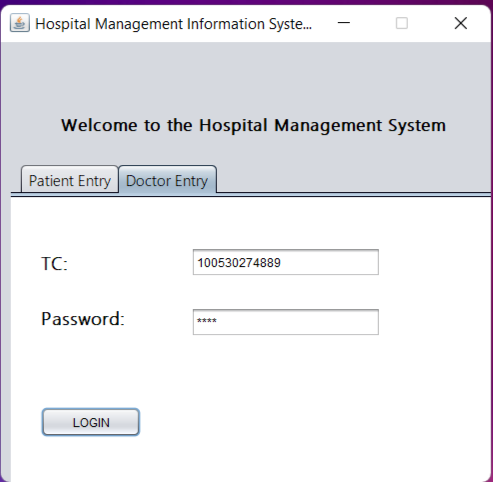 Hospital Management Information Syste...
Welcome to the Hospital Management System
Patient Entry Doctor Entry
TC: 100530274889
Password: ****
LOGIN